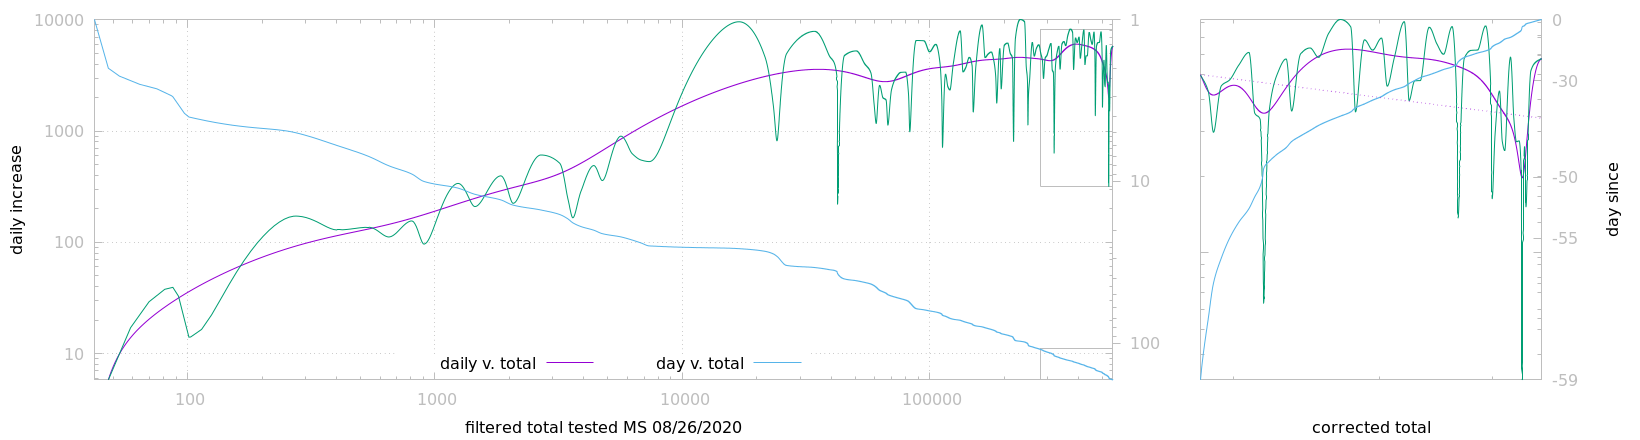 10000
1000
100
10
daily increase
100
1000
10000
100000
filtered total tested MS 08/26/2020
daily v. total
day v. total
1
10
100
0
-30
-50
-55
-59
day since
corrected total